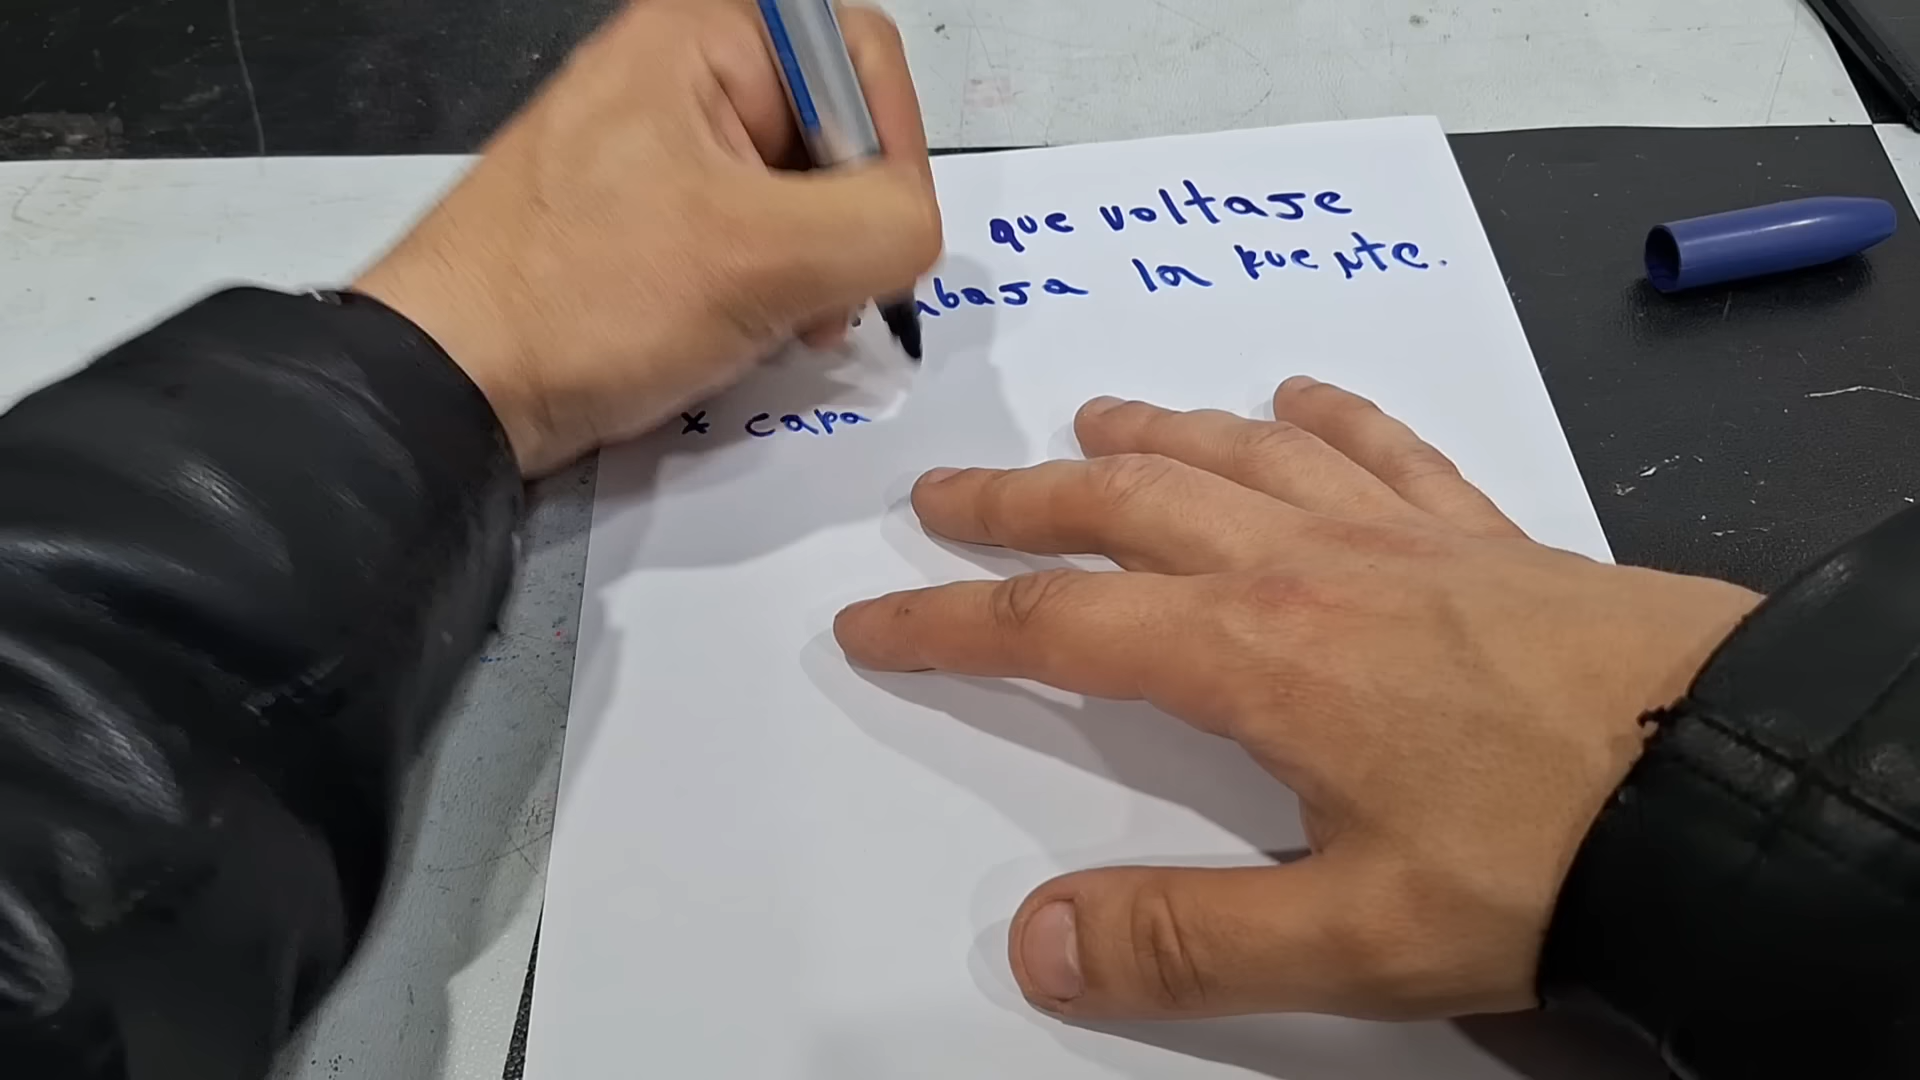 que voltaje
la fuente.
* capa